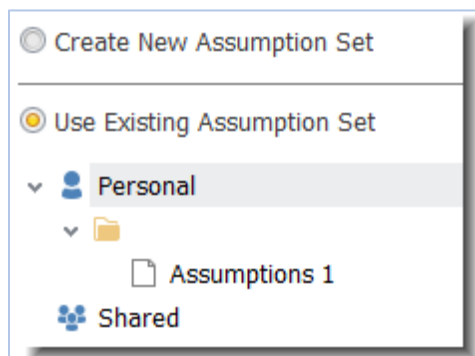 Create New Assumption Set
Use Existing Assumption Set
Personal
Assumptions 1
Shared